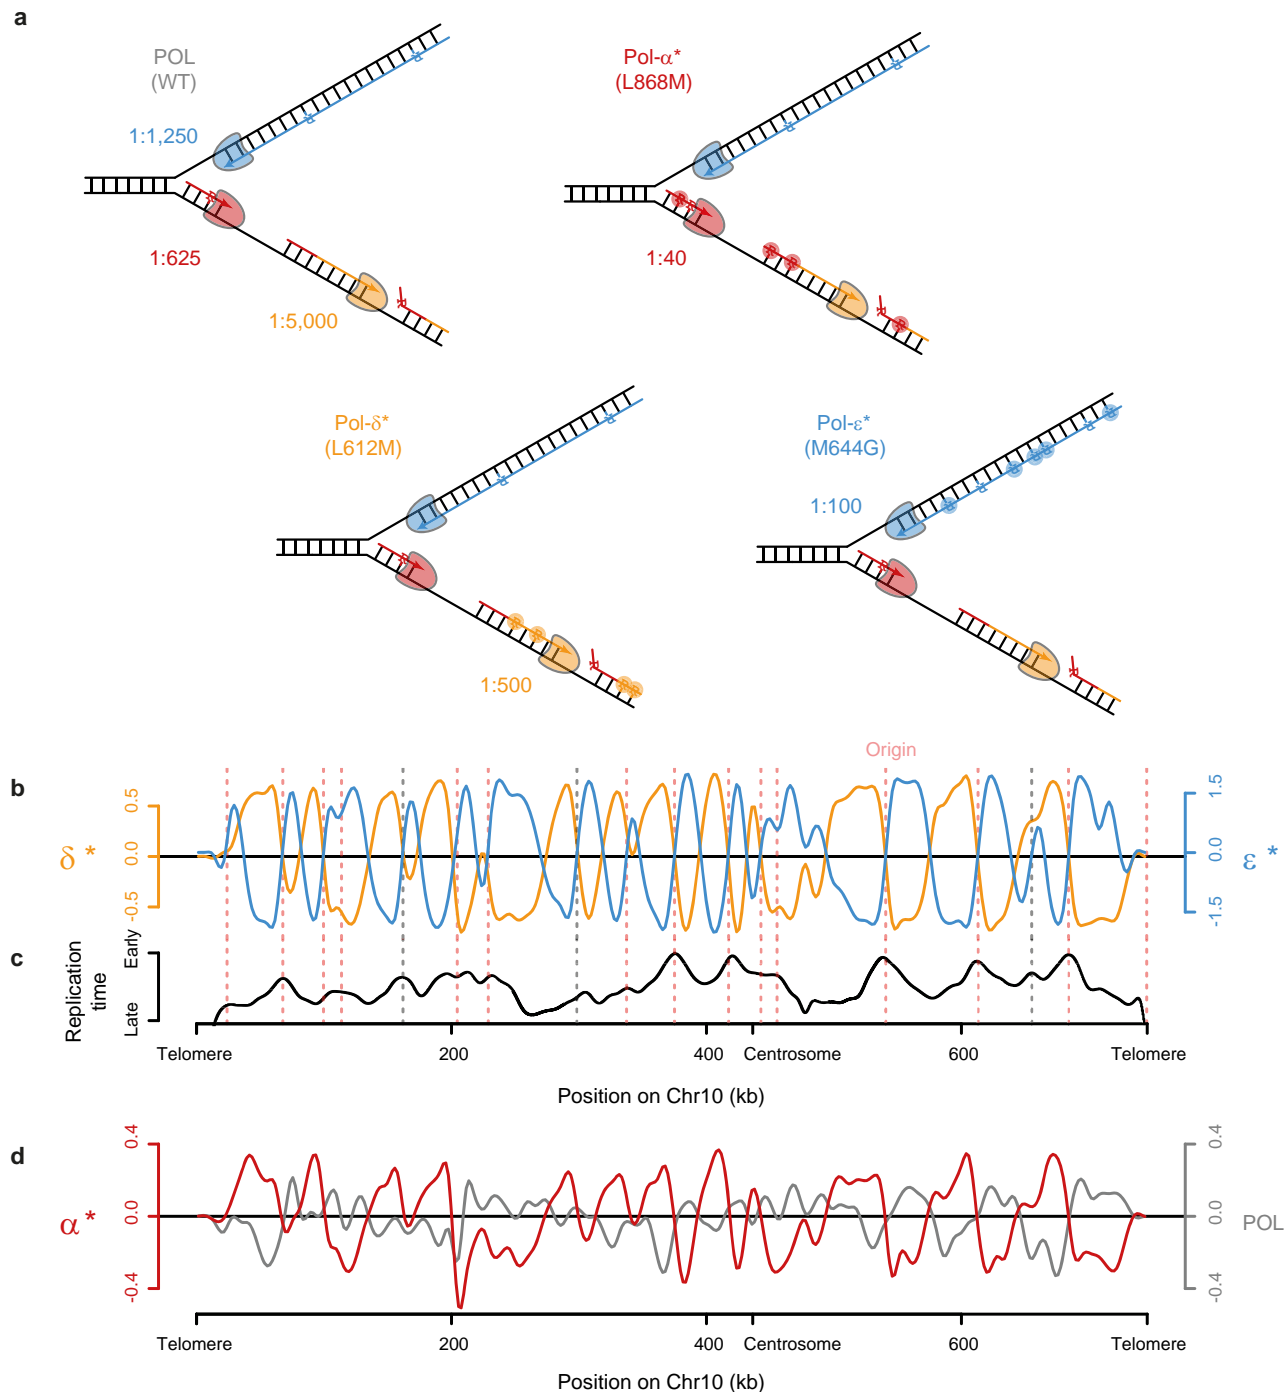 a
POL
(WT)
1:1,250
1:625
1:5,000
Pol-α*
(L868M)
1:40
Pol-δ*
(L612M)
1:500
Pol-ε*
(M644G)
1:100
Origin
b
0.5
0.0
-0.5
δ *
1.5
0.0
-1.5
ε *
c
Replication
time
Early
Late
Telomere
200
400
Centrosome
600
Telomere
Position on Chr10 (kb)
d
0.4
0.0
-0.4
α *
0.4
0.0
-0.4
POL
Telomere
200
400
Centrosome
600
Telomere
Position on Chr10 (kb)